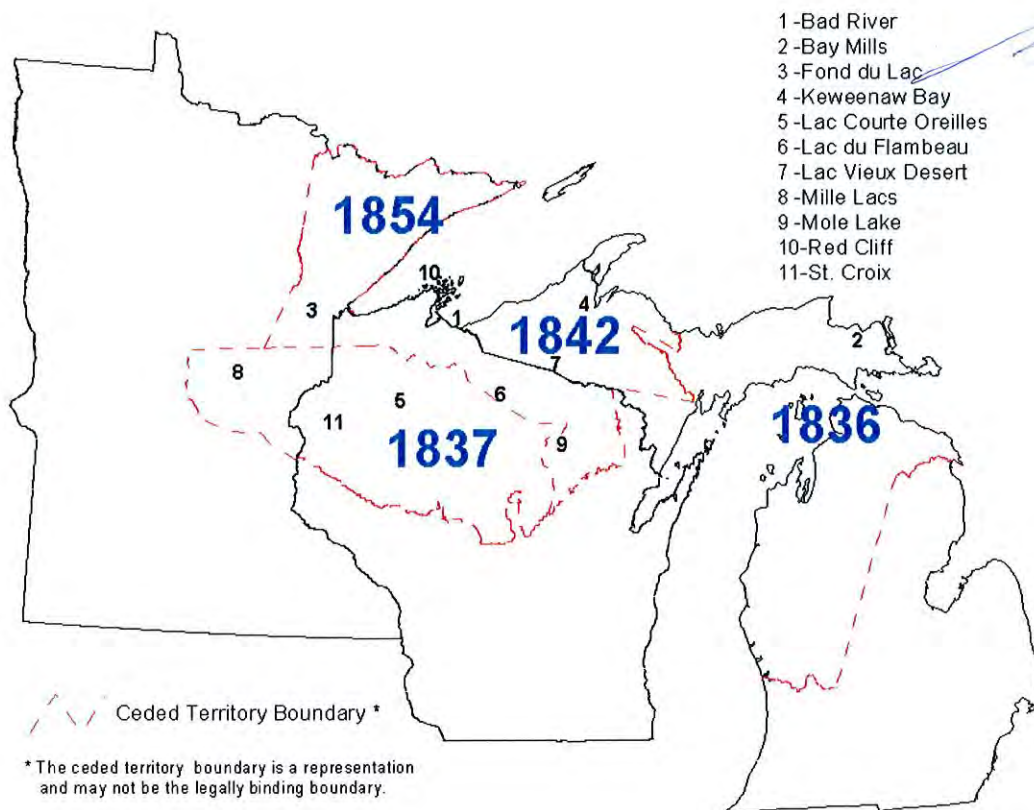 1 -Bad River
2 -Bay Mills
3 -Fond du Lac
4 -Keweenaw Bay
5 -Lac Courte Oreilles
6 -Lac du Flambeau
7 -Lac Vieux Desert
8 -Mille Lacs
9 -Mole Lake
10-Red Cliff
11-St. Croix
1854
10
3
1
4
1842
2
7
8
5
6
1836
11
1837
9
Ceded Territory Boundary *
* The ceded territory boundary is a representation
and may not be the legally binding boundary.